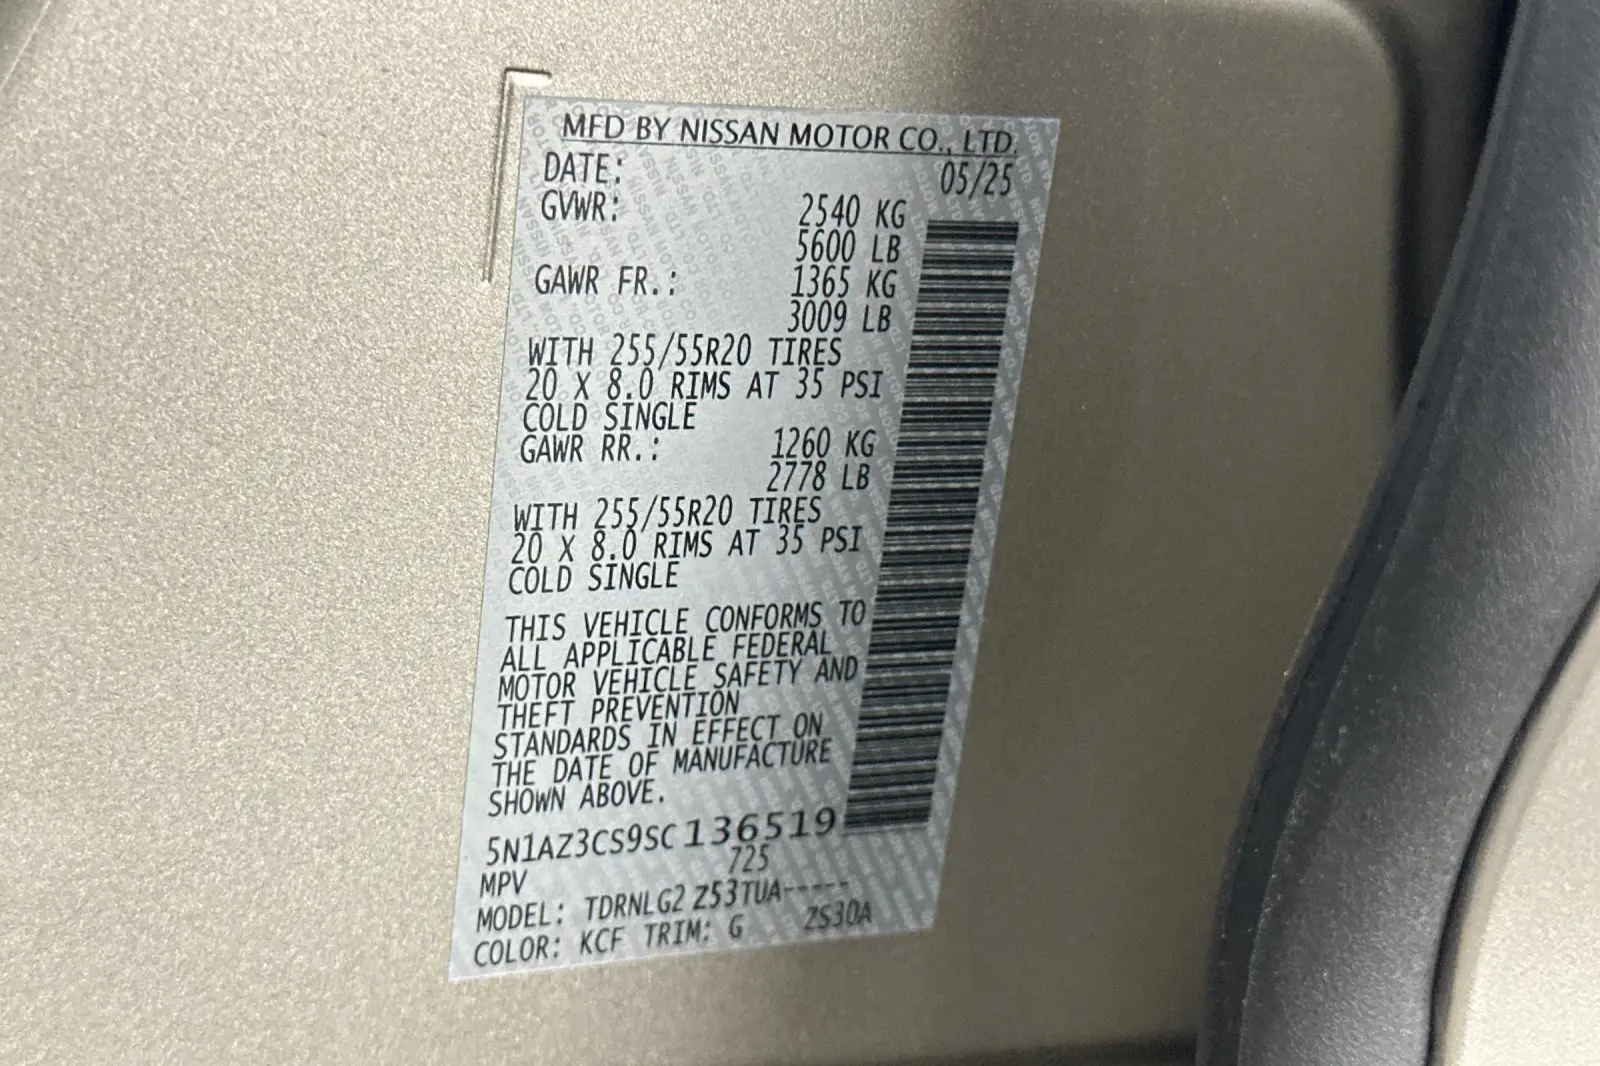 MFD BY NISSAN MOTOR CO., LTD.
DATE: 05/25
GVWR: 2540 KG
5600 LB
GAWR FR.: 1365 KG
3009 LB
WITH 255/55R20 TIRES
20 X 8.0 RIMS AT 35 PSI
COLD SINGLE
GAWR RR.: 1260 KG
2778 LB
WITH 255/55R20 TIRES
20 X 8.0 RIMS AT 35 PSI
COLD SINGLE
THIS VEHICLE CONFORMS TO
ALL APPLICABLE FEDERAL
MOTOR VEHICLE SAFETY AND
THEFT PREVENTION
STANDARDS IN EFFECT ON
THE DATE OF MANUFACTURE
SHOWN ABOVE.
5N1AZ3CS9SC136519
MPV 725
MODEL: TDRNLG2 Z53TUA-----
COLOR: KCF TRIM: G ZS30A